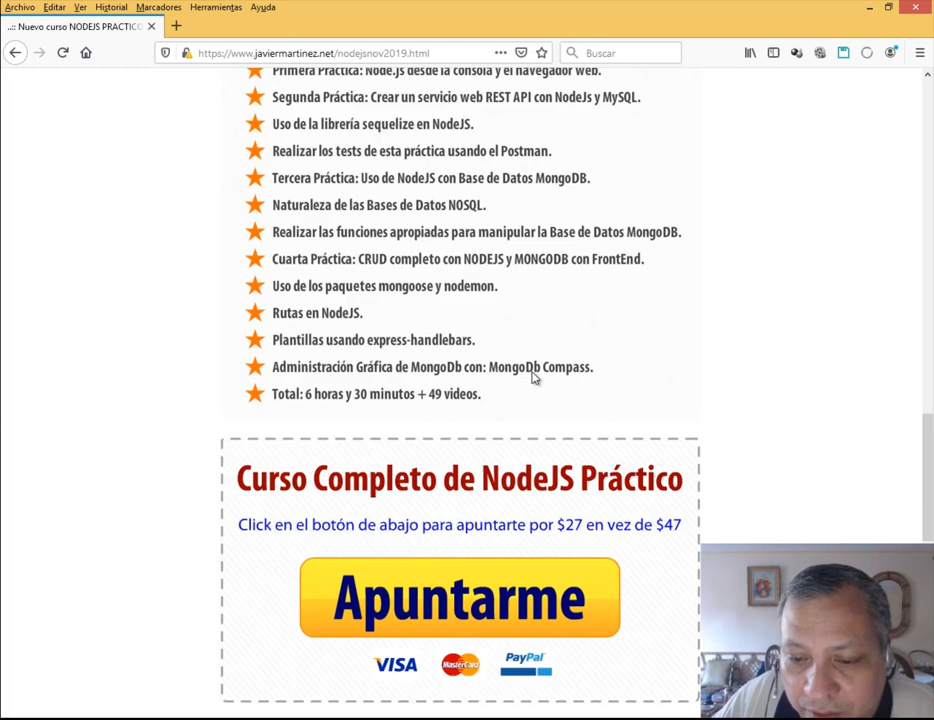 Archivo Editar Ver Historial Marcadores Herramientas Ayuda
..:: Nuevo curso NODEJS PRACTICO
https://www.javiermartinez.net/nodejsnov2019.html
Buscar
Primera Práctica: Node.js desde la consola y el navegador web.
Segunda Práctica: Crear un servicio web REST API con NodeJs y MySQL.
Uso de la librería sequelize en NodeJS.
Realizar los tests de esta práctica usando el Postman.
Tercera Práctica: Uso de NodeJS con Base de Datos MongoDB.
Naturaleza de las Bases de Datos NOSQL.
Realizar las funciones apropiadas para manipular la Base de Datos MongoDB.
Cuarta Práctica: CRUD completo con NODEJS y MONGODB con FrontEnd.
Uso de los paquetes mongoose y nodemon.
Rutas en NodeJS.
Plantillas usando express-handlebars.
Administración Gráfica de MongoDb con: MongoDb Compass.
Total: 6 horas y 30 minutos + 49 videos.
Curso Completo de NodeJS Práctico
Click en el botón de abajo para apuntarte por $27 en vez de $47
Apuntarme
VISA MasterCard PayPal